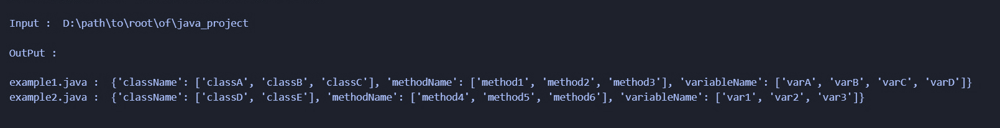 Input :  D:\path\to\root\of\java_project
OutPut :
example1.java :  {'className': ['classA', 'classB', 'classC'], 'methodName': ['method1', 'method2', 'method3'], 'variableName': ['varA', 'varB', 'varC', 'varD']}
example2.java :  {'className': ['classD', 'classE'], 'methodName': ['method4', 'method5', 'method6'], 'variableName': ['var1', 'var2', 'var3']}